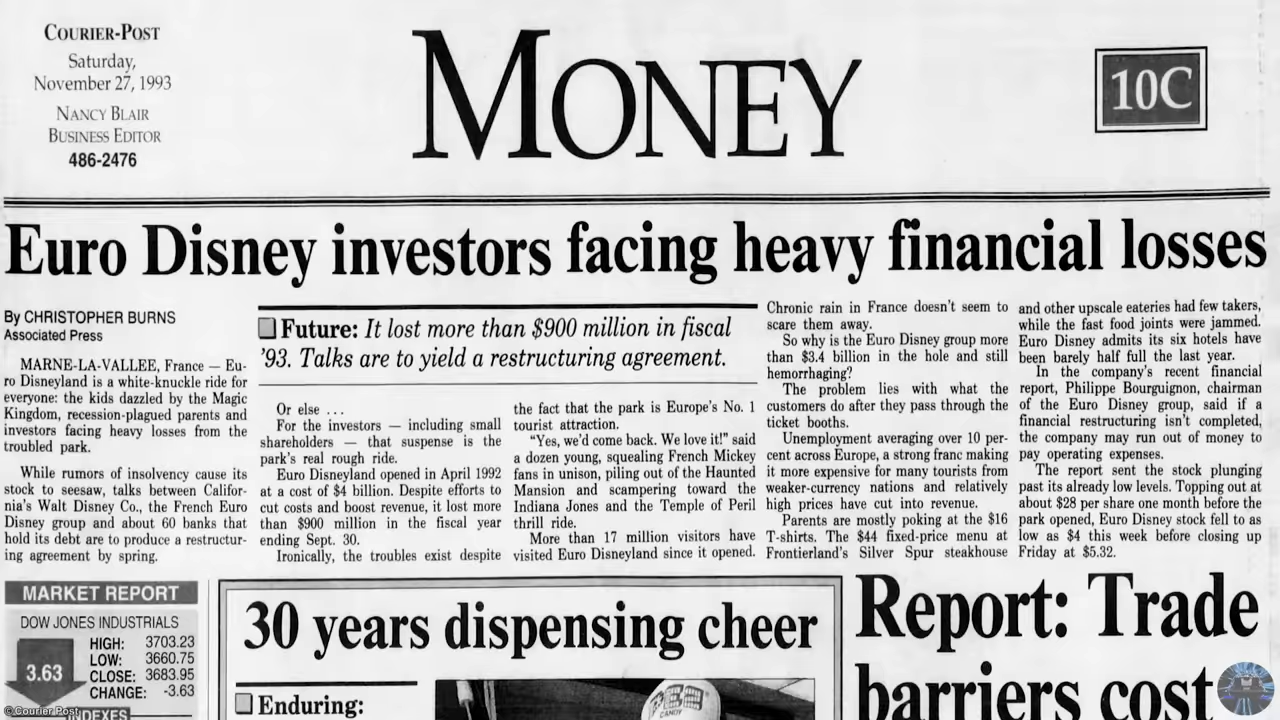 COURIER-POST
Saturday,
November 27, 1993
NANCY BLAIR
BUSINESS EDITOR
486-2476
MONEY
10C
Euro Disney investors facing heavy financial losses
By CHRISTOPHER BURNS
Associated Press
MARNE-LA-VALLEE, France — Eu-
ro Disneyland is a white-knuckle ride for
everyone: the kids dazzled by the Magic
Kingdom, recession-plagued parents and
investors facing heavy losses from the
troubled park.
While rumors of insolvency cause its
stock to seesaw, talks between Califor-
nia's Walt Disney Co., the French Euro
Disney group and about 60 banks that
hold its debt are to produce a restructur-
ing agreement by spring.
Future: It lost more than $900 million in fiscal
'93. Talks are to yield a restructuring agreement.
Or else ...
For the investors — including small
shareholders — that suspense is the
park's real rough ride.
Euro Disneyland opened in April 1992
at a cost of $4 billion. Despite efforts to
cut costs and boost revenue, it lost more
than $900 million in the fiscal year
ending Sept. 30.
Ironically, the troubles exist despite
the fact that the park is Europe's No. 1
tourist attraction.
"Yes, we'd come back. We love it!" said
a dozen young, squealing French Mickey
fans in unison, piling out of the Haunted
Mansion and scampering toward the
Indiana Jones and the Temple of Peril
thrill ride.
More than 17 million visitors have
visited Euro Disneyland since it opened.
Chronic rain in France doesn't seem to
scare them away.
So why is the Euro Disney group more
than $3.4 billion in the hole and still
hemorrhaging?
The problem lies with what the
customers do after they pass through the
ticket booths.
Unemployment averaging over 10 per-
cent across Europe, a strong franc making
it more expensive for many tourists from
weaker-currency nations and relatively
high prices have cut into revenue.
Parents are mostly poking at the $16
T-shirts. The $44 fixed-price menu at
Frontierland's Silver Spur steakhouse
and other upscale eateries had few takers,
while the fast food joints were jammed.
Euro Disney admits its six hotels have
been barely half full the last year.
In the company's recent financial
report, Philippe Bourguignon, chairman
of the Euro Disney group, said if a
financial restructuring isn't completed,
the company may run out of money to
pay operating expenses.
The report sent the stock plunging
past its already low levels. Topping out at
about $28 per share one month before the
park opened, Euro Disney stock fell to as
low as $4 this week before closing up
Friday at $5.32.
MARKET REPORT
DOW JONES INDUSTRIALS
3.63
HIGH: 3703.23
LOW: 3660.75
CLOSE: 3683.95
CHANGE: -3.63
INDEXES
30 years dispensing cheer
Enduring:
CANDY
Report: Trade
barriers cost
© Courier Post